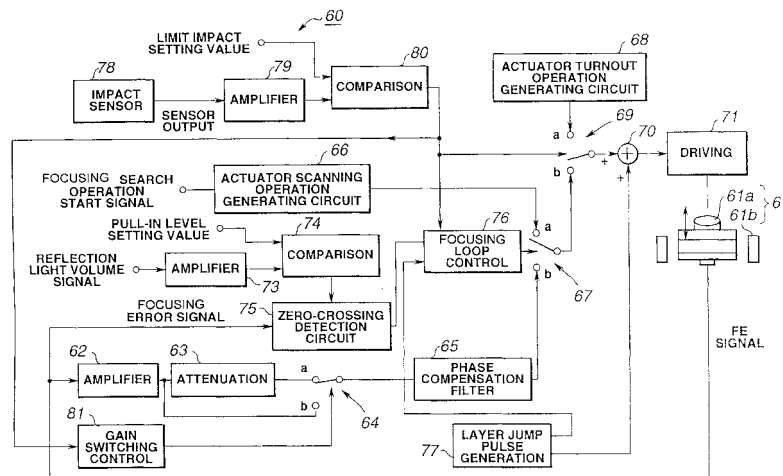 60
LIMIT IMPACT
SETTING VALUE
78
IMPACT
SENSOR
SENSOR
OUTPUT
79
AMPLIFIER
80
COMPARISON
68
ACTUATOR TURNOUT
OPERATION
GENERATING CIRCUIT
a
69
b
+
+
70
71
DRIVING
61a
61b
6
66
FOCUSING SEARCH
OPERATION
START SIGNAL
ACTUATOR SCANNING
OPERATION
GENERATING CIRCUIT
PULL-IN LEVEL
SETTING VALUE
74
COMPARISON
REFLECTION
LIGHT VOLUME
SIGNAL
AMPLIFIER
73
76
FOCUSING
LOOP
CONTROL
a
b
67
FOCUSING
ERROR SIGNAL
75
ZERO-CROSSING
DETECTION
CIRCUIT
FE
SIGNAL
62
AMPLIFIER
63
ATTENUATION
a
b
64
65
PHASE
COMPENSATION
FILTER
81
GAIN
SWITCHING
CONTROL
77
LAYER JUMP
PULSE
GENERATION